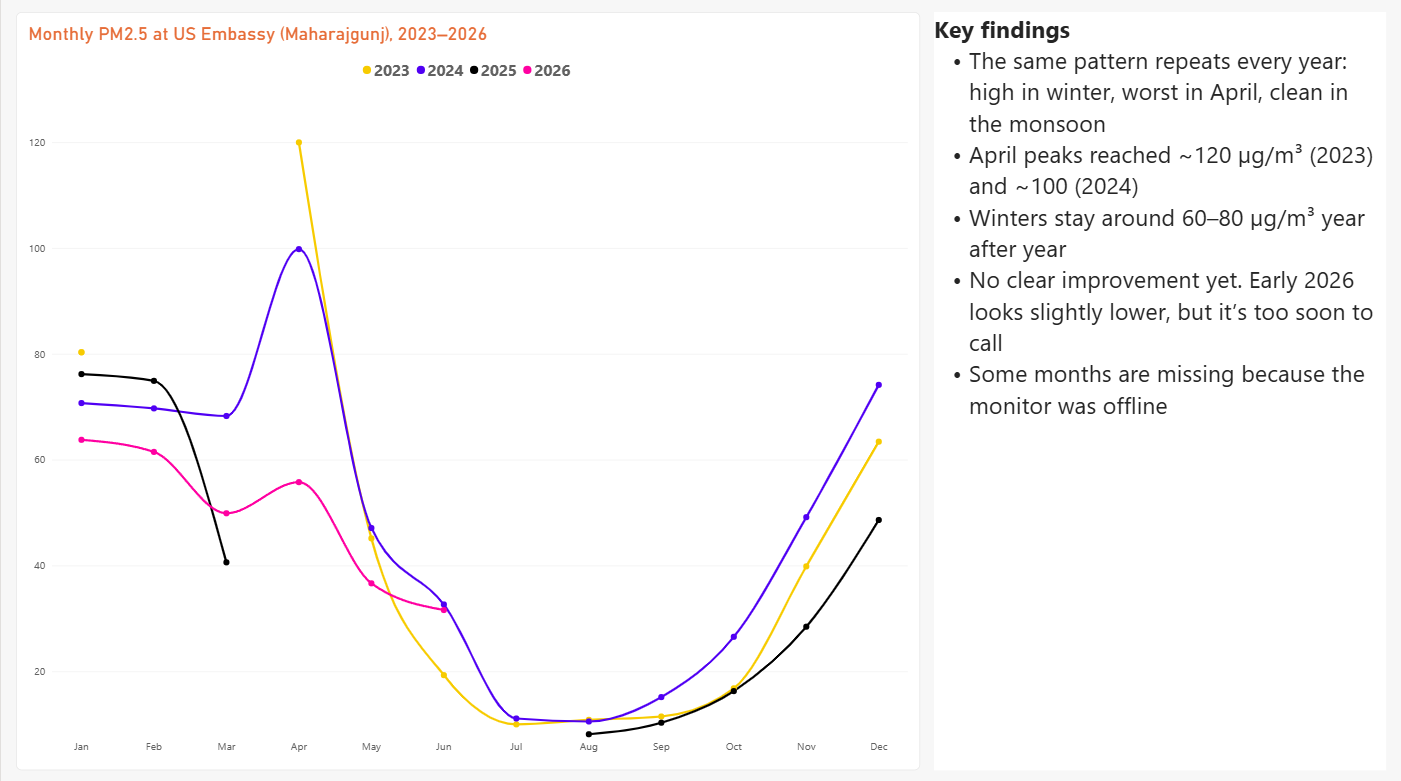 Monthly PM2.5 at US Embassy (Maharajgunj), 2023–2026
2023 2024 2025 2026
120
100
80
60
40
20
Jan Feb Mar Apr May Jun Jul Aug Sep Oct Nov Dec
Key findings
• The same pattern repeats every year:
high in winter, worst in April, clean in
the monsoon
• April peaks reached ~120 µg/m³ (2023)
and ~100 (2024)
• Winters stay around 60–80 µg/m³ year
after year
• No clear improvement yet. Early 2026
looks slightly lower, but it’s too soon to
call
• Some months are missing because the
monitor was offline